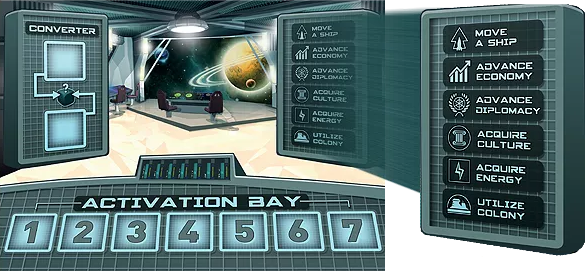 CONVERTER
?
MOVE
A SHIP
ADVANCE
ECONOMY
ADVANCE
DIPLOMACY
ACQUIRE
CULTURE
ACQUIRE
ENERGY
UTILIZE
COLONY
ACTIVATION BAY
1 2 3 4 5 6 7
MOVE
A SHIP
ADVANCE
ECONOMY
ADVANCE
DIPLOMACY
ACQUIRE
CULTURE
ACQUIRE
ENERGY
UTILIZE
COLONY